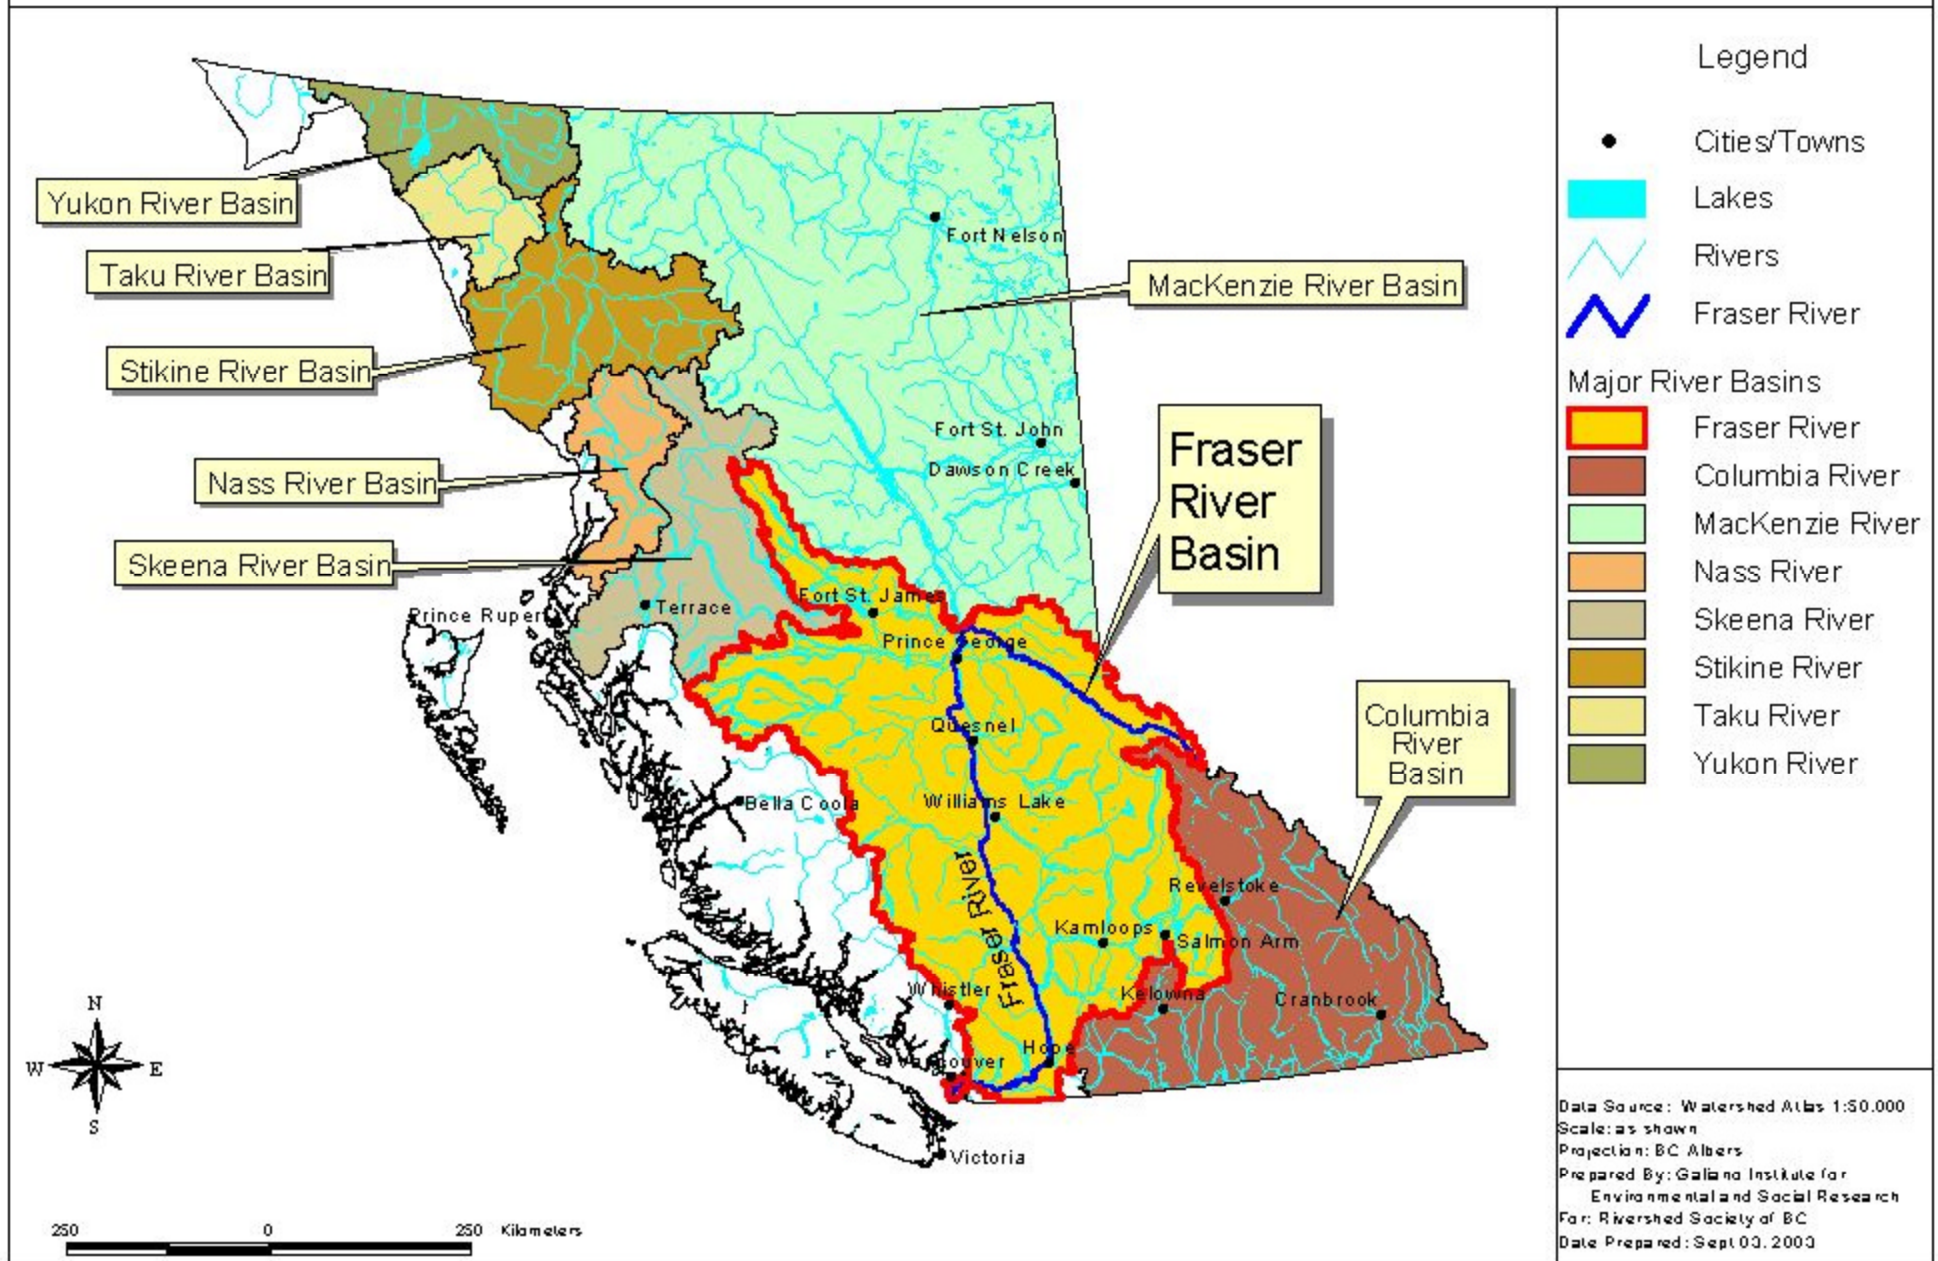 Yukon River Basin
Taku River Basin
Stikine River Basin
Nass River Basin
Skeena River Basin
MacKenzie River Basin
Fraser
River
Basin
Columbia
River
Basin
Fort Nelson
Fort St. John
Dawson Creek
Fort St. James
Prince Rupert
Terrace
Prince George
Quesnel
Bella Coola
Williams Lake
Fraser River
Fraser River
Revelstoke
Kamloops
Salmon Arm
Whistler
Kelowna
Cranbrook
Hope
Vancouver
Victoria
N
W
E
S
250
0
250
Kilometers
Legend
Cities/Towns
Lakes
Rivers
Fraser River
Major River Basins
Fraser River
Columbia River
MacKenzie River
Nass River
Skeena River
Stikine River
Taku River
Yukon River
Data Source: Watershed Atlas 1:50.000
Scale: as shown
Projection: BC Albers
Prepared By: Galiano Institute for
Environmental and Social Research
For: Rivershed Society of BC
Date Prepared: Sept 03, 2003